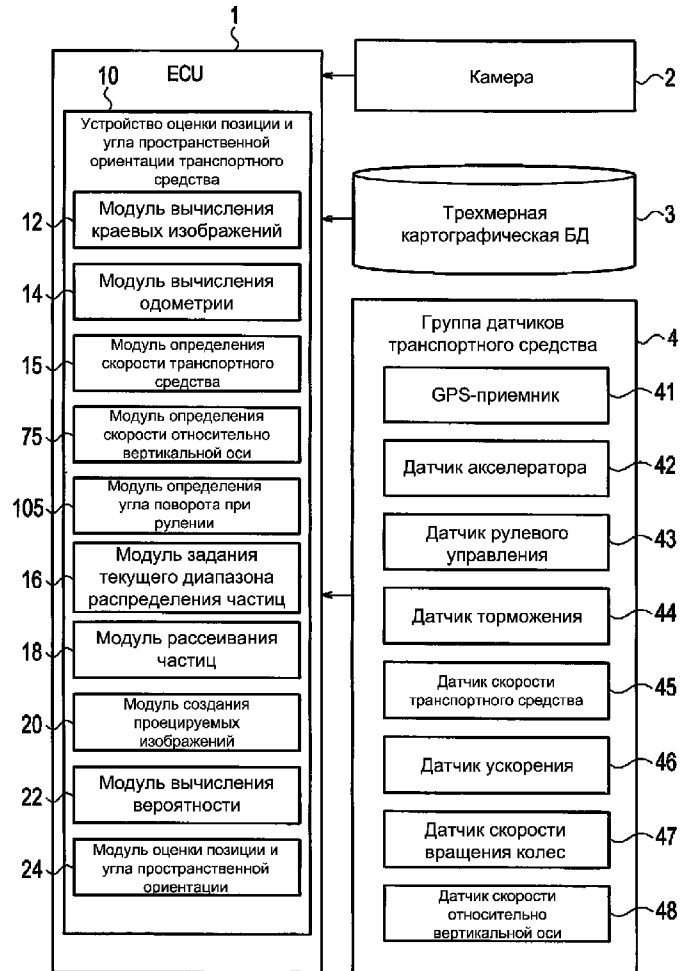 1
ECU
10
Устройство оценки позиции и
угла пространственной
ориентации транспортного
средства
12
Модуль вычисления
краевых изображений
14
Модуль вычисления
одометрии
15
Модуль определения
скорости транспортного
средства
75
Модуль определения
скорости относительно
вертикальной оси
105
Модуль определения
угла поворота при
рулении
16
Модуль задания
текущего диапазона
распределения частиц
18
Модуль рассеивания
частиц
20
Модуль создания
проецируемых
изображений
22
Модуль вычисления
вероятности
24
Модуль оценки позиции и
угла пространственной
ориентации
Камера
2
Трехмерная
картографическая БД
3
Группа датчиков
транспортного средства
4
GPS-приемник
41
Датчик акселератора
42
Датчик рулевого
управления
43
Датчик торможения
44
Датчик скорости
транспортного средства
45
Датчик ускорения
46
Датчик скорости
вращения колес
47
Датчик скорости
относительно
вертикальной оси
48